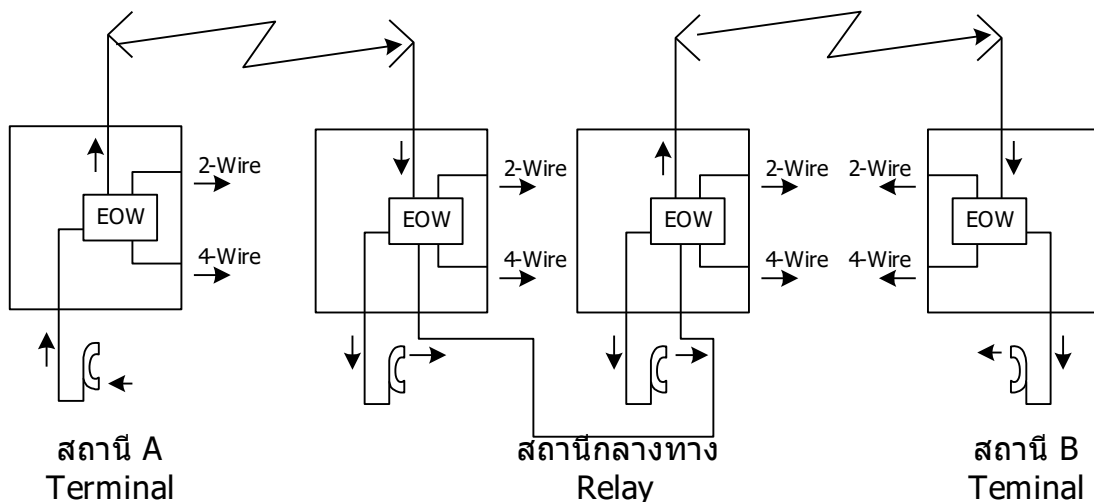 2-Wire
2-Wire
2-Wire
2-Wire
EOW
EOW
EOW
EOW
4-Wire
4-Wire
4-Wire
4-Wire
สถานี A
Terminal
สถานีกลางทาง
Relay
สถานี B
Teminal